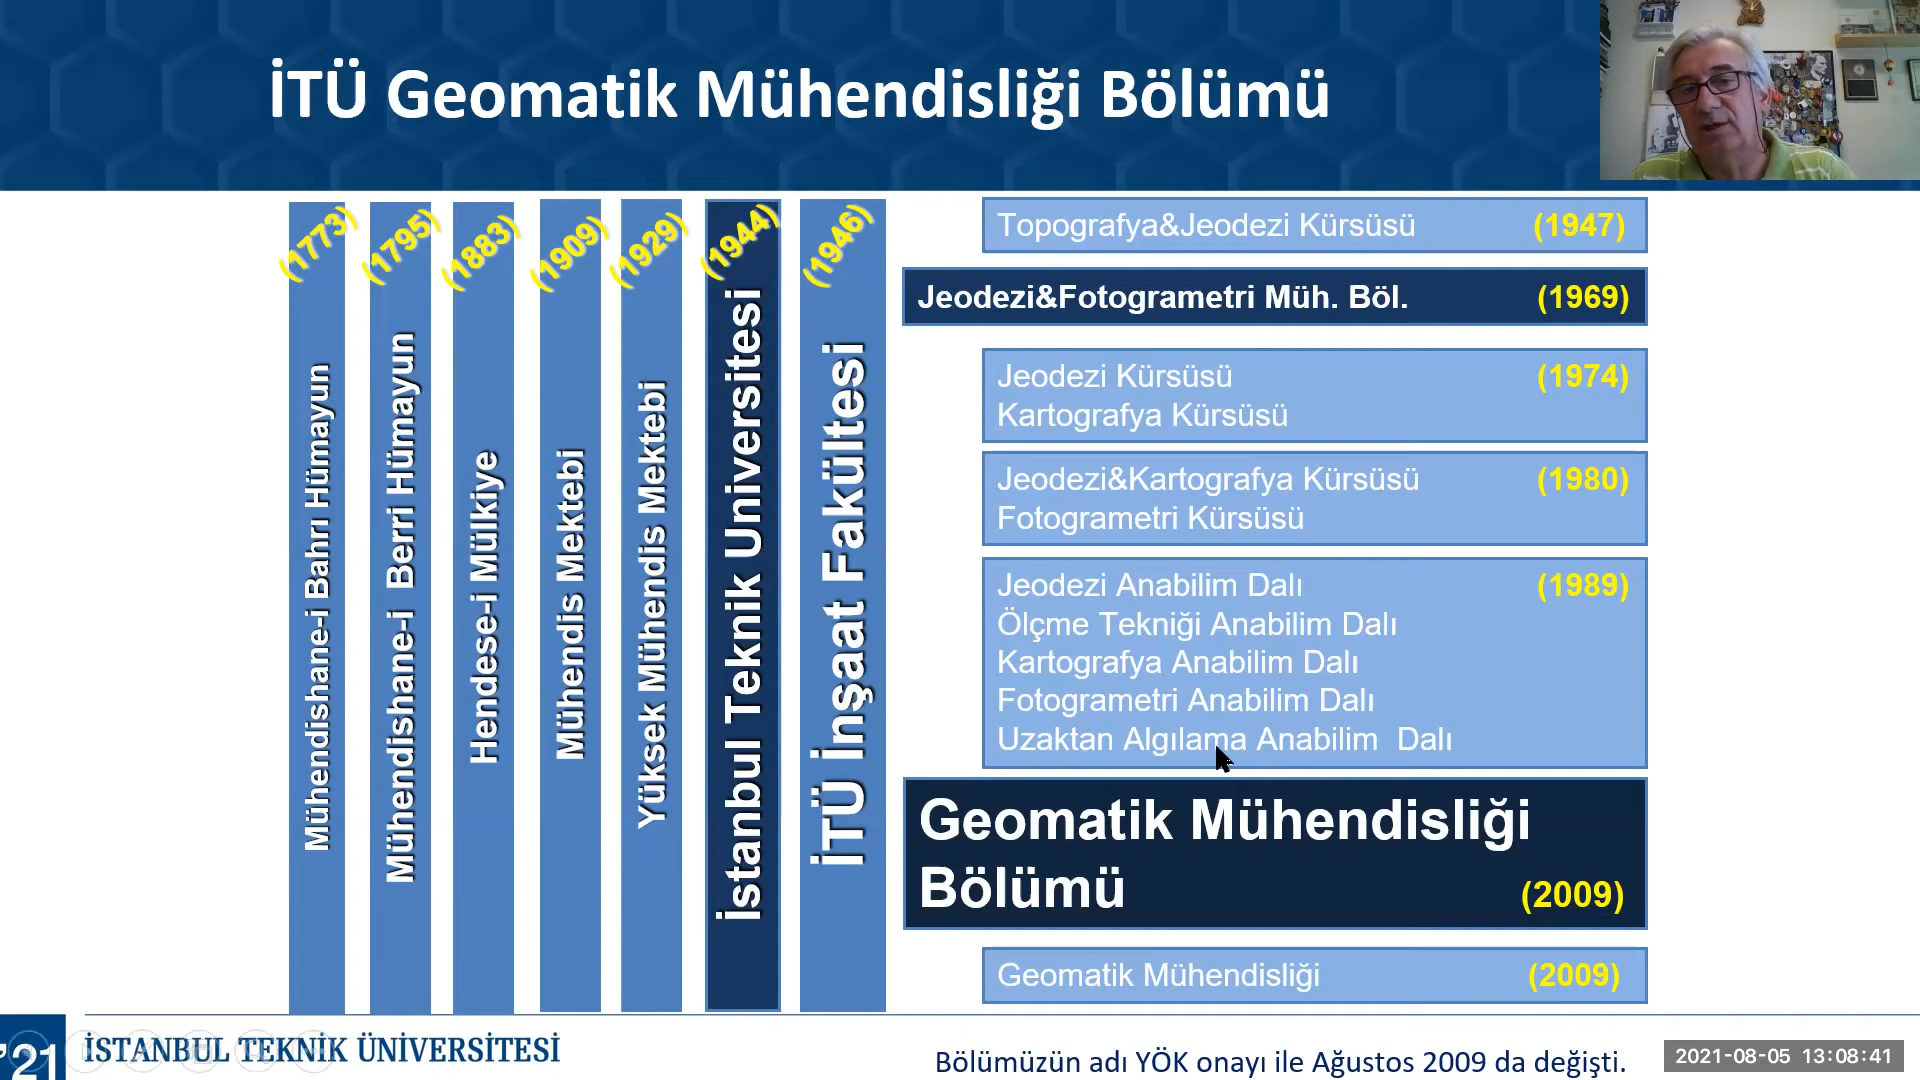 İTÜ Geomatik Mühendisliği Bölümü
(1773)
Mühendishane-i Bahrı Hümayun
(1795)
Mühendishane-i Berri Hümayun
(1883)
Hendese-i Mülkiye
(1909)
Mühendis Mektebi
(1929)
Yüksek Mühendis Mektebi
(1944)
İstanbul Teknik Universitesi
(1946)
İTÜ İnşaat Fakültesi
Topografya&Jeodezi Kürsüsü (1947)
Jeodezi&Fotogrametri Müh. Böl. (1969)
Jeodezi Kürsüsü (1974)
Kartografya Kürsüsü
Jeodezi&Kartografya Kürsüsü (1980)
Fotogrametri Kürsüsü
Jeodezi Anabilim Dalı (1989)
Ölçme Tekniği Anabilim Dalı
Kartografya Anabilim Dalı
Fotogrametri Anabilim Dalı
Uzaktan Algılama Anabilim Dalı
Geomatik Mühendisliği
Bölümü (2009)
Geomatik Mühendisliği (2009)
'21
İSTANBUL TEKNİK ÜNİVERSİTESİ
Bölümüzün adı YÖK onayı ile Ağustos 2009 da değişti.
2021-08-05 13:08:41